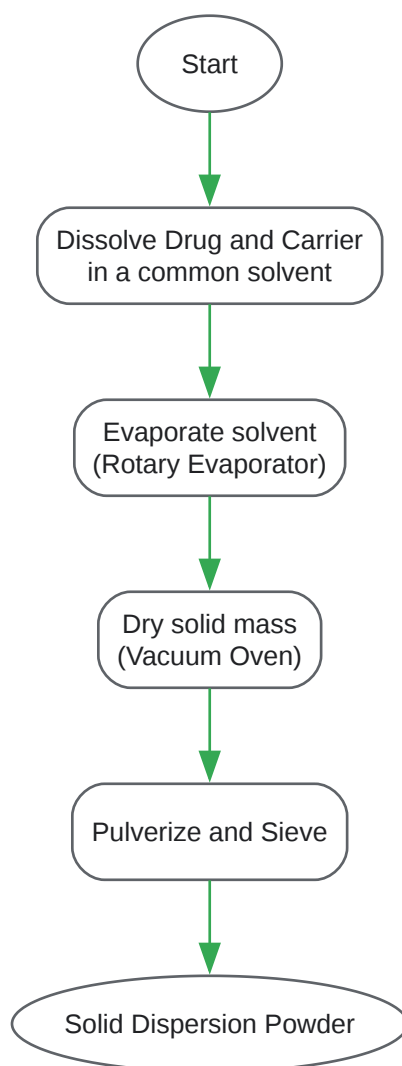 Start
Dissolve Drug and Carrier
in a common solvent
Evaporate solvent
(Rotary Evaporator)
Dry solid mass
(Vacuum Oven)
Pulverize and Sieve
Solid Dispersion Powder